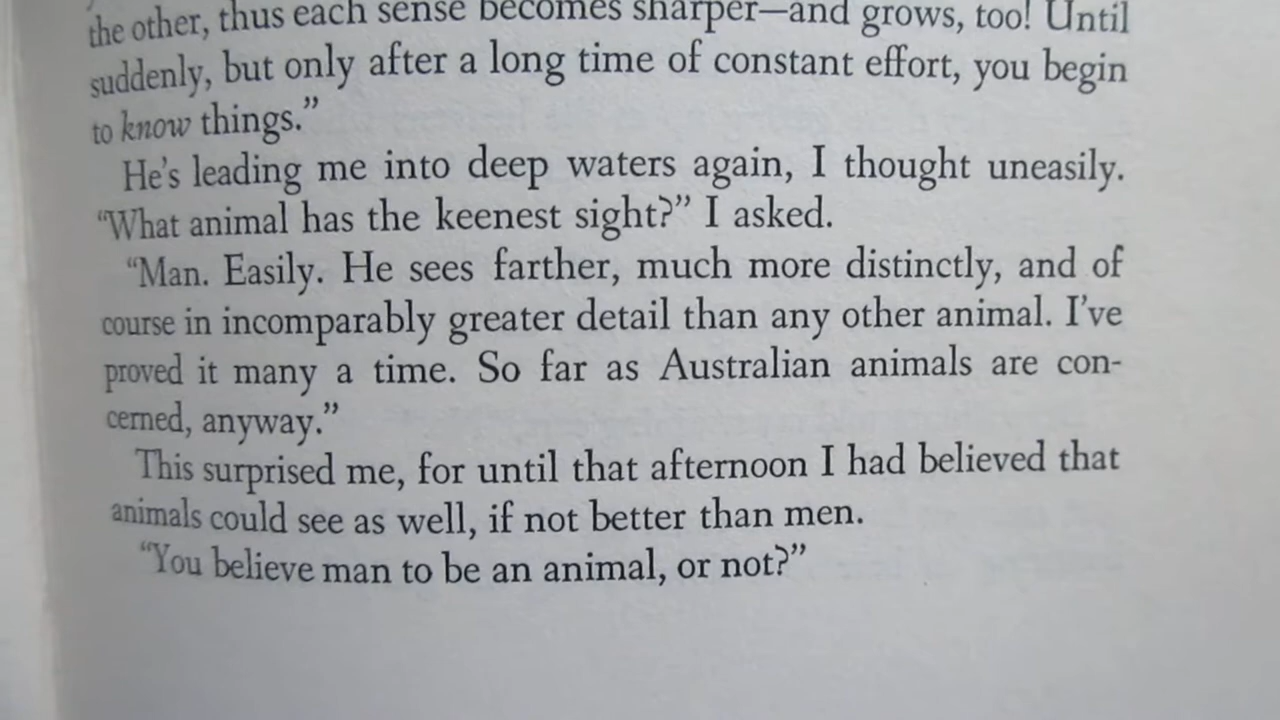 the other, thus each sense becomes sharper—and grows, too! Until
suddenly, but only after a long time of constant effort, you begin
to know things.”
He’s leading me into deep waters again, I thought uneasily.
“What animal has the keenest sight?” I asked.
“Man. Easily. He sees farther, much more distinctly, and of
course in incomparably greater detail than any other animal. I’ve
proved it many a time. So far as Australian animals are con-
cerned, anyway.”
This surprised me, for until that afternoon I had believed that
animals could see as well, if not better than men.
“You believe man to be an animal, or not?”